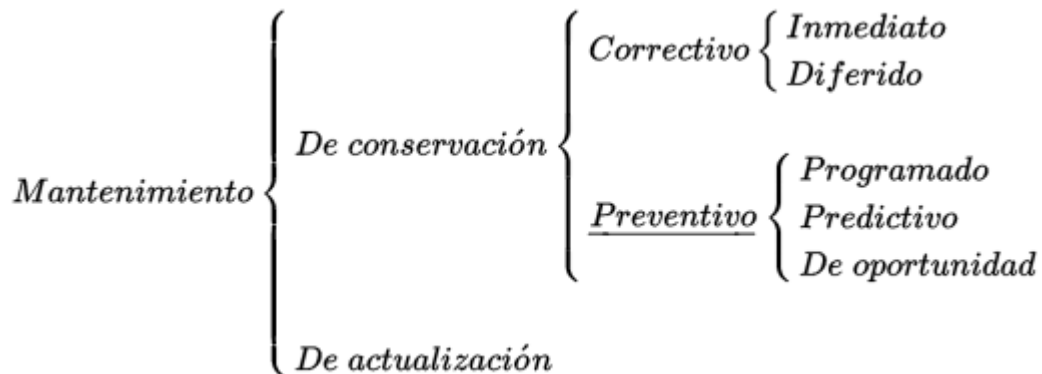 Mantenimiento
De conservación
Correctivo
Inmediato
Diferido
Preventivo
Programado
Predictivo
De oportunidad
De actualización